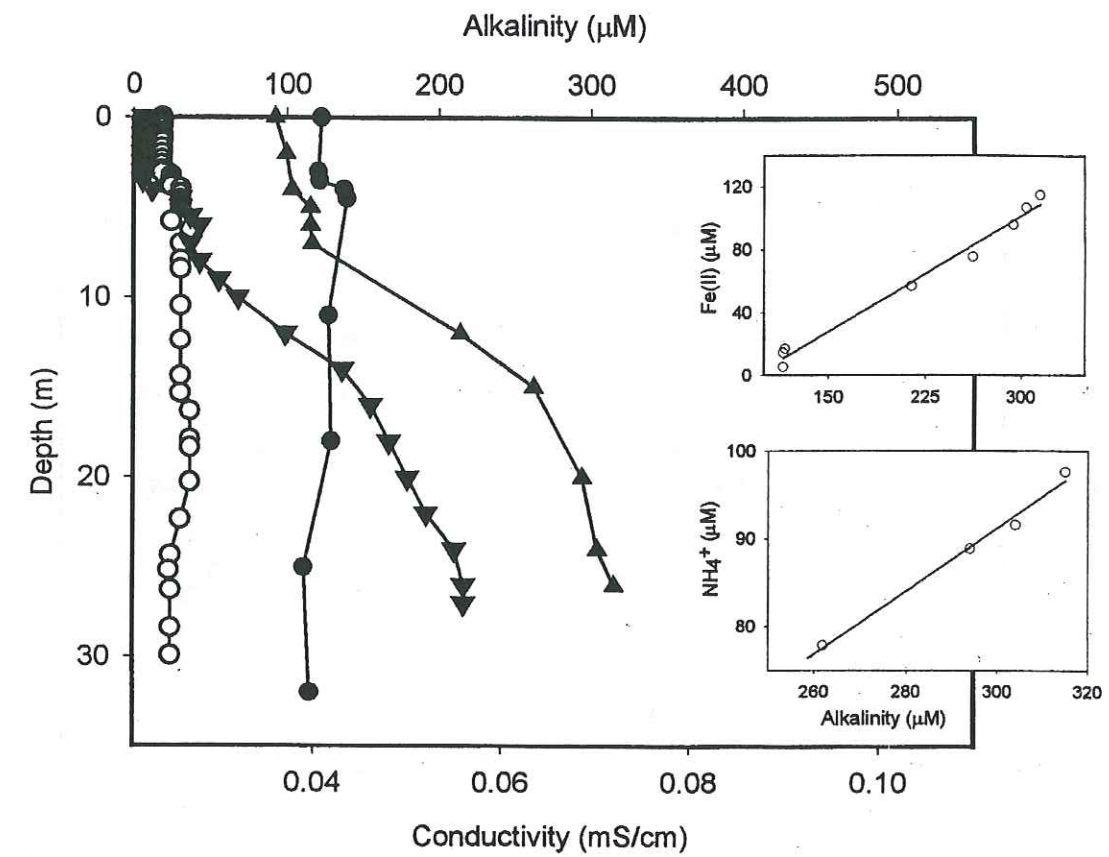 Alkalinity (µM)
0 100 200 300 400 500
0
10
20
30
Depth (m)
0.04 0.06 0.08 0.10
Conductivity (mS/cm)
120
80
40
0
Fe(II) (µM)
150 225 300
100
90
80
NH4+ (µM)
260 280 300 320
Alkalinity (µM)